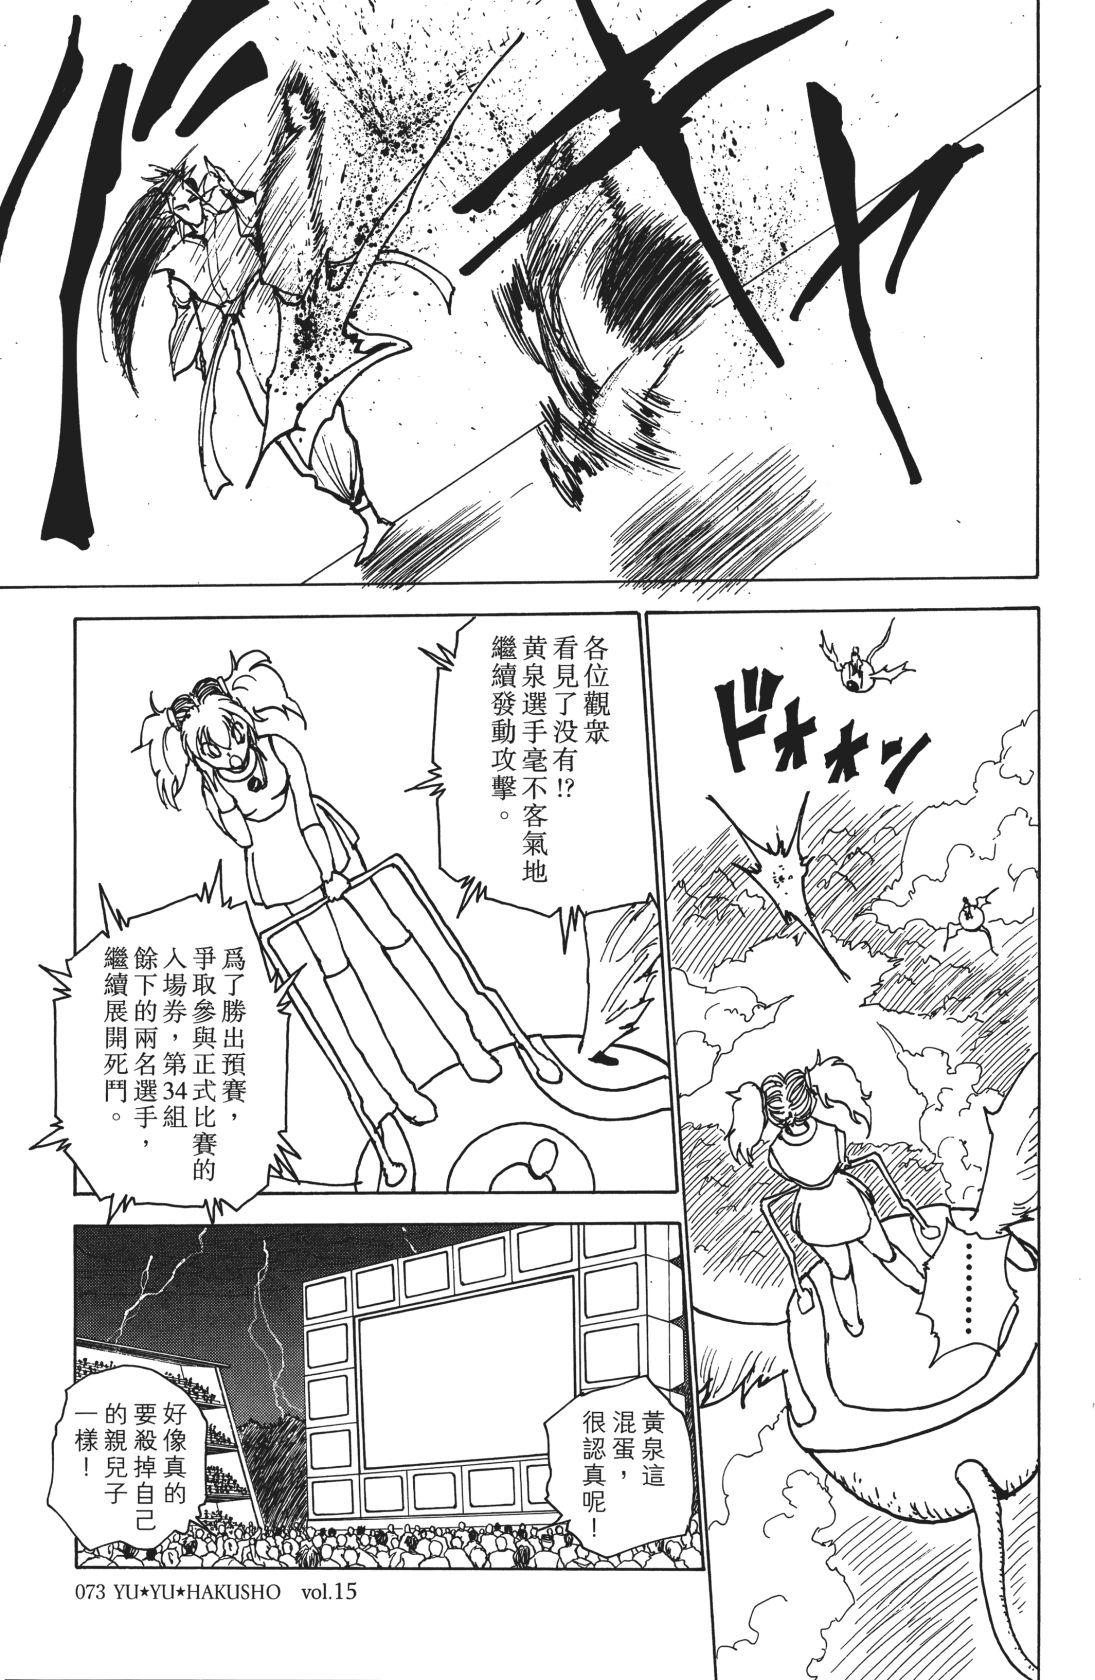 ドギャ
ドオオン
・・・・・・・
各位觀眾
看見了没有!?
黄泉選手毫不客氣地
繼續發動攻擊。
爲了勝出預賽，
爭取參與正式比賽的
入場券，第34組
餘下的兩名選手，
繼續展開死鬥。
黃泉這
混蛋，
很認真呢！
好像真的
要殺掉自己
的親兒子
一樣！
073 YU★YU★HAKUSHO vol.15